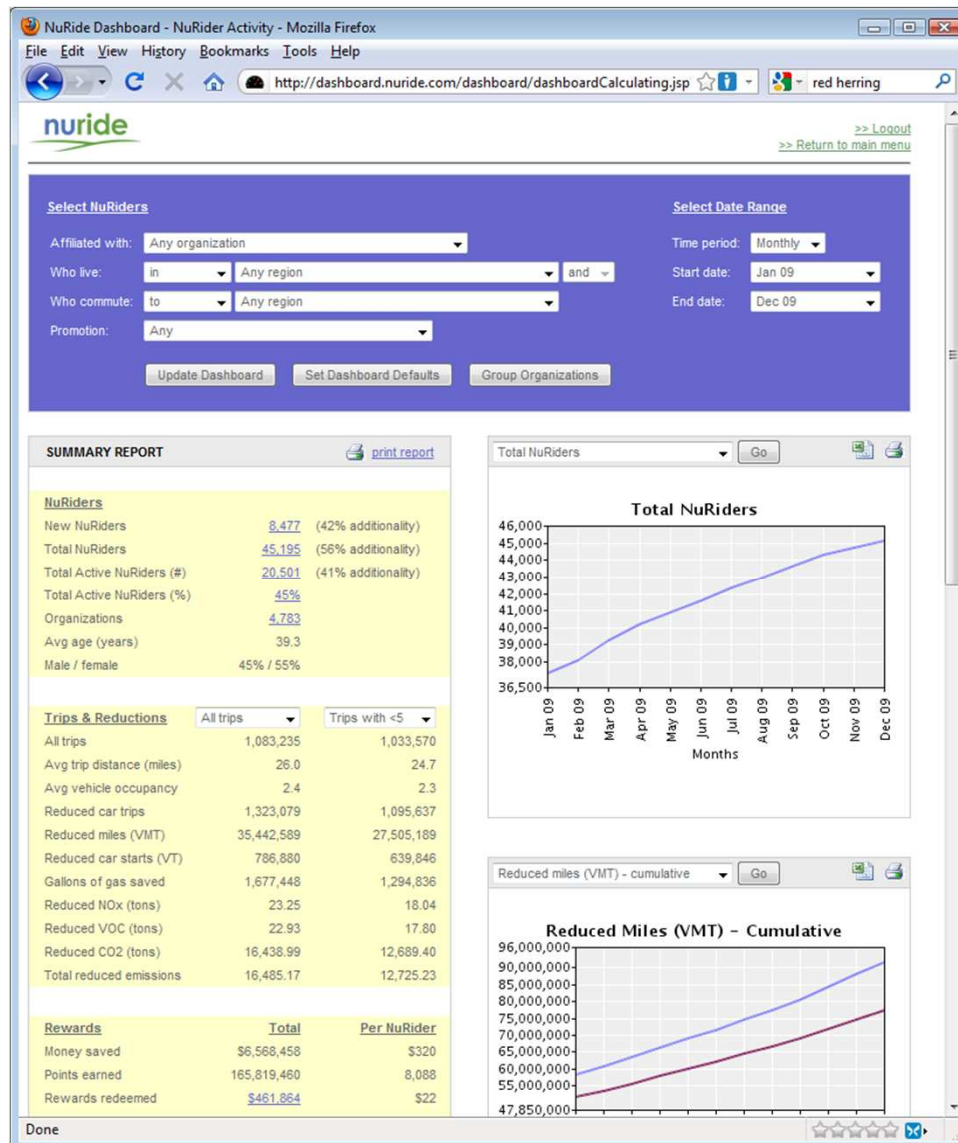 NuRide Dashboard - NuRider Activity - Mozilla Firefox
File Edit View History Bookmarks Tools Help
http://dashboard.nuride.com/dashboard/dashboardCalculating.jsp red herring
nuride
>> Logout
>> Return to main menu
Select NuRiders Select Date Range
Affiliated with: Any organization Time period: Monthly
Who live: in Any region and Start date: Jan 09
Who commute: to Any region End date: Dec 09
Promotion: Any
Update Dashboard Set Dashboard Defaults Group Organizations
SUMMARY REPORT print report
NuRiders
New NuRiders 8,477 (42% additionality)
Total NuRiders 45,195 (56% additionality)
Total Active NuRiders (#) 20,501 (41% additionality)
Total Active NuRiders (%) 45%
Organizations 4,783
Avg age (years) 39.3
Male / female 45% / 55%
Trips & Reductions All trips Trips with <5
All trips 1,083,235 1,033,570
Avg trip distance (miles) 26.0 24.7
Avg vehicle occupancy 2.4 2.3
Reduced car trips 1,323,079 1,095,637
Reduced miles (VMT) 35,442,589 27,505,189
Reduced car starts (VT) 786,880 639,846
Gallons of gas saved 1,677,448 1,294,836
Reduced NOx (tons) 23.25 18.04
Reduced VOC (tons) 22.93 17.80
Reduced CO2 (tons) 16,438.99 12,689.40
Total reduced emissions 16,485.17 12,725.23
Rewards Total Per NuRider
Money saved $6,568,458 $320
Points earned 165,819,460 8,088
Rewards redeemed $461,864 $22
Total NuRiders Go
Total NuRiders
46,000
45,000
44,000
43,000
42,000
41,000
40,000
39,000
38,000
36,500
Jan 09 Feb 09 Mar 09 Apr 09 May 09 Jun 09 Jul 09 Aug 09 Sep 09 Oct 09 Nov 09 Dec 09
Months
Reduced miles (VMT) - cumulative Go
Reduced Miles (VMT) - Cumulative
96,000,000
90,000,000
85,000,000
80,000,000
75,000,000
70,000,000
65,000,000
60,000,000
55,000,000
47,850,000
Done